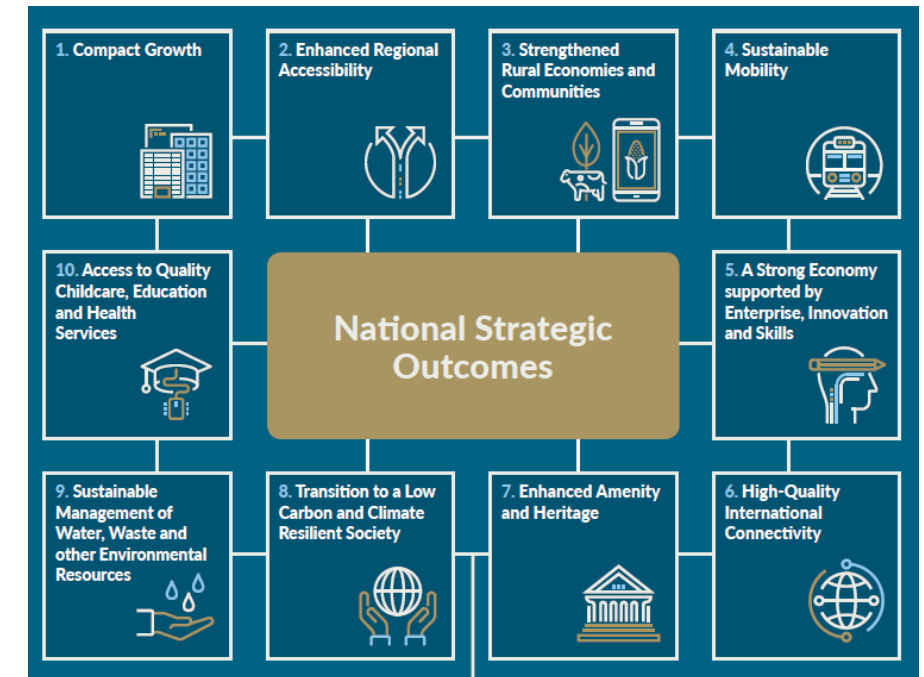 1. Compact Growth
2. Enhanced Regional
Accessibility
3. Strengthened
Rural Economies and
Communities
4. Sustainable
Mobility
10. Access to Quality
Childcare, Education
and Health
Services
National Strategic
Outcomes
5. A Strong Economy
supported by
Enterprise, Innovation
and Skills
9. Sustainable
Management of
Water, Waste and
other Environmental
Resources
8. Transition to a Low
Carbon and Climate
Resilient Society
7. Enhanced Amenity
and Heritage
6. High-Quality
International
Connectivity